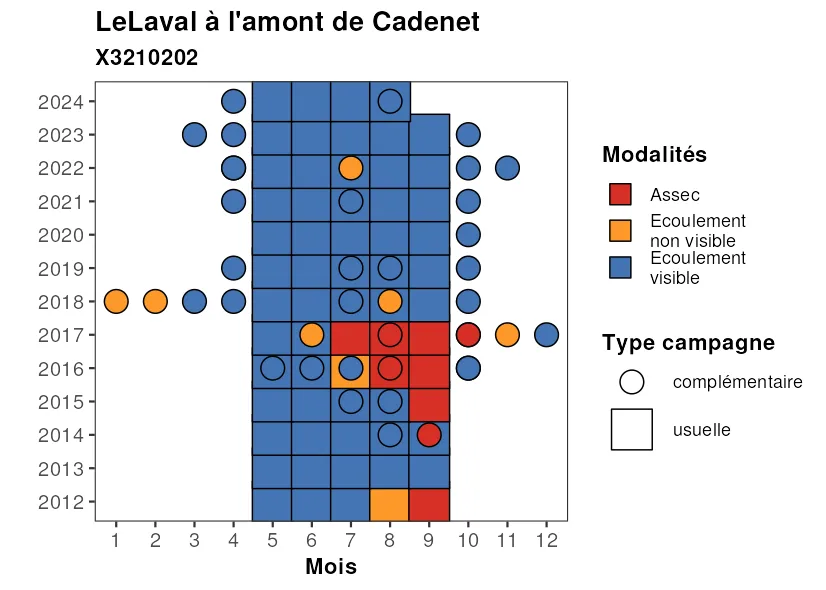 LeLaval à l'amont de Cadenet
X3210202
2024
2023
2022
2021
2020
2019
2018
2017
2016
2015
2014
2013
2012
1 2 3 4 5 6 7 8 9 10 11 12
Mois
Modalités
Assec
Ecoulement
non visible
Ecoulement
visible
Type campagne
complémentaire
usuelle